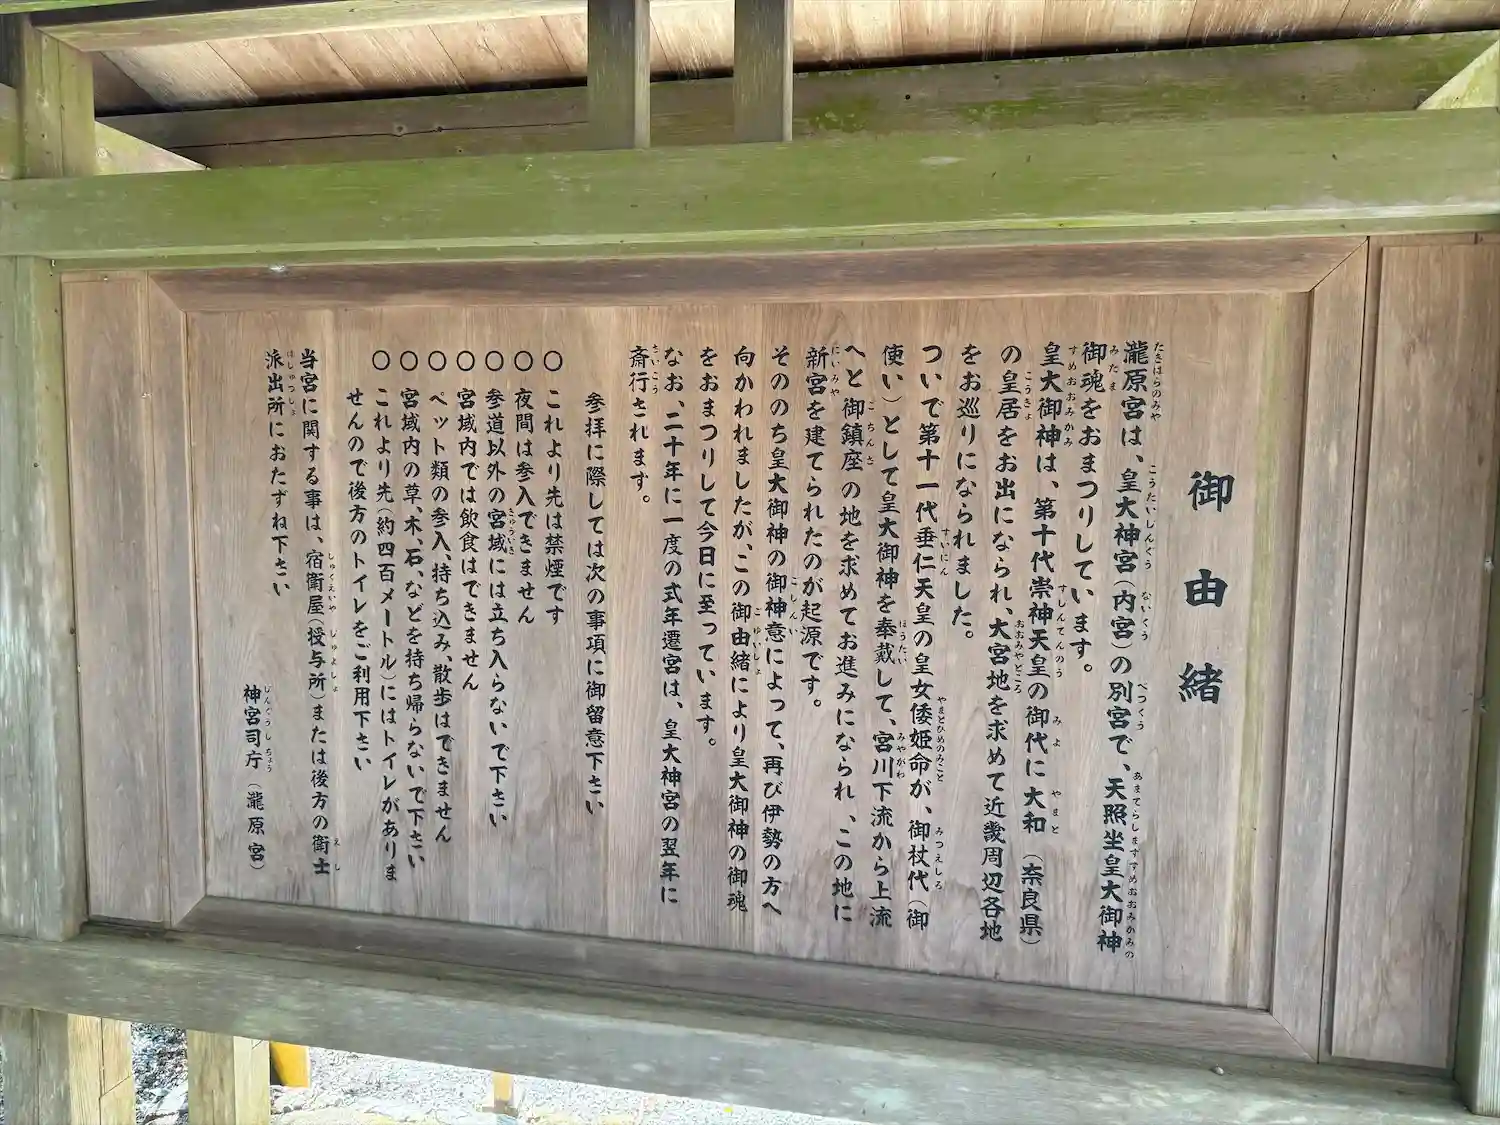 御由緒
瀧原宮は、皇大神宮（内宮）の別宮で、天照坐皇大御神
御魂をおまつりしています。
皇大御神は、第十代崇神天皇の御代に大和（奈良県）
の皇居をお出になられ、大宮地を求めて近畿周辺各地
をお巡りになられました。
ついで第十一代垂仁天皇の皇女倭姫命が、御杖代（御
使い）として皇大御神を奉戴して、宮川下流から上流
へと御鎮座の地を求めてお進みになられ、この地に
新宮を建てられたのが起源です。
そののち皇大御神の御神意によって、再び伊勢の方へ
向かわれましたが、この御由緒により皇大御神の御魂
をおまつりして今日に至っています。
なお、二十年に一度の式年遷宮は、皇大神宮の翌年に
斎行されます。
参拝に際しては次の事項に御留意下さい
〇 これより先は禁煙です
〇 夜間は参入できません
〇 参道以外の宮域には立ち入らないで下さい
〇 宮域内では飲食はできません
〇 ペット類の参入、持ち込み、散歩はできません
〇 宮域内の草、木、石、などを持ち帰らないで下さい
〇 これより先（約四百メートル）にはトイレがありま
せんので後方のトイレをご利用下さい
当宮に関する事は、宿衛屋（授与所）または後方の衛士
派出所におたずね下さい
神宮司庁（瀧原宮）